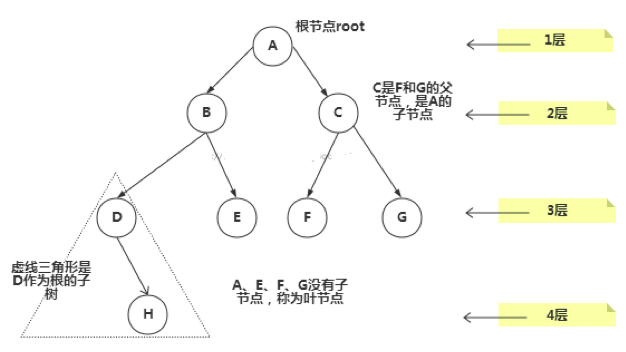 根节点root
A
1层
C是F和G的父
节点，是A的
子节点
B
C
2层
D
E
F
G
3层
虚线三角形是
D作为根的子
树
A、E、F、G没有子
节点，称为叶节点
H
4层